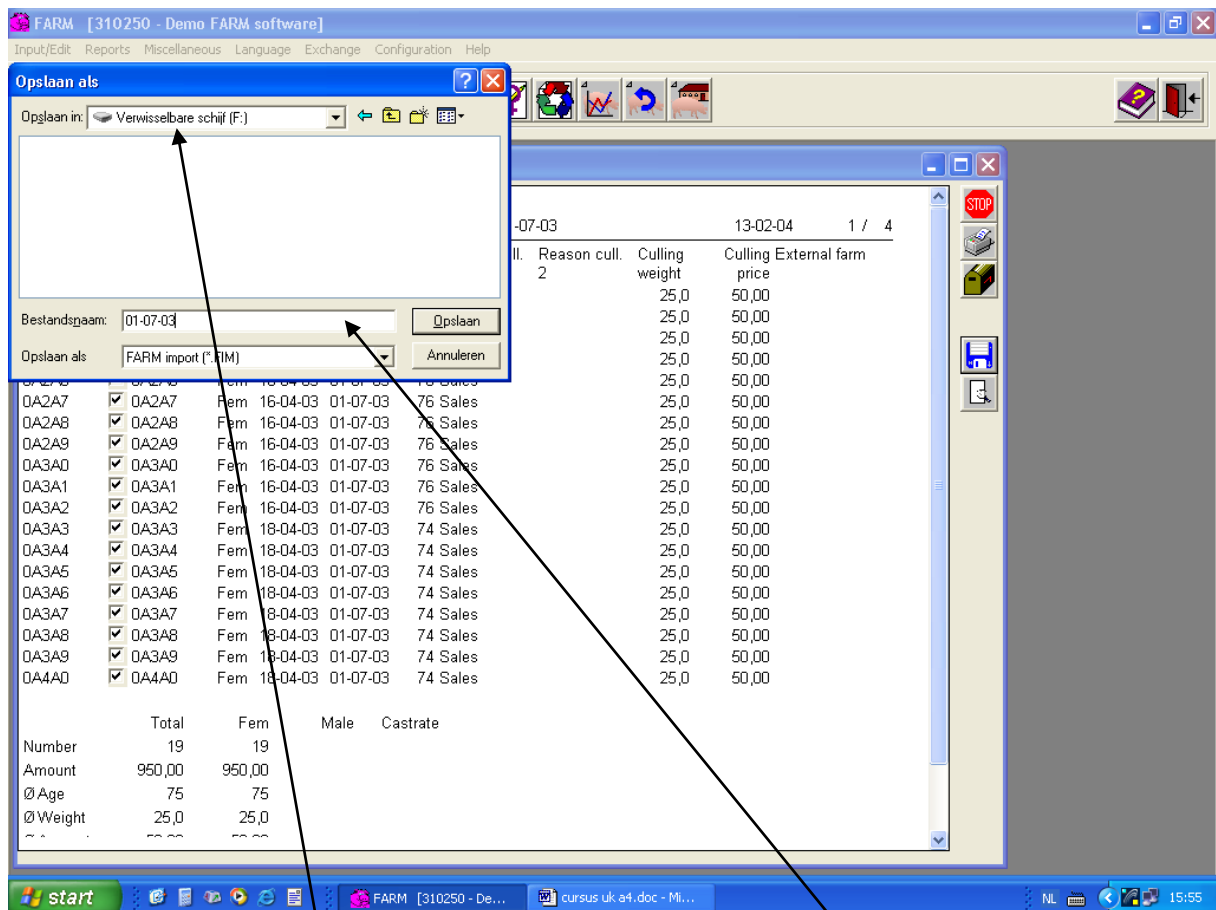 FARM [310250 - Demo FARM software]
Input/Edit Reports Miscellaneous Language Exchange Configuration Help
Opslaan als
Opslaan in: Verwisselbare schijf (F:)
Bestandsnaam: 01-07-03 Opslaan
Opslaan als FARM import (*.FIM) Annuleren
STOP
-07-03 13-02-04 1 / 4
ll. Reason cull. Culling Culling External farm
2 weight price
25,0 50,00
25,0 50,00
25,0 50,00
25,0 50,00
25,0 50,00
0A2A7 0A2A7 Fem 16-04-03 01-07-03 76 Sales 25,0 50,00
0A2A8 0A2A8 Fem 16-04-03 01-07-03 76 Sales 25,0 50,00
0A2A9 0A2A9 Fem 16-04-03 01-07-03 76 Sales 25,0 50,00
0A3A0 0A3A0 Fem 16-04-03 01-07-03 76 Sales 25,0 50,00
0A3A1 0A3A1 Fem 16-04-03 01-07-03 76 Sales 25,0 50,00
0A3A2 0A3A2 Fem 16-04-03 01-07-03 76 Sales 25,0 50,00
0A3A3 0A3A3 Fem 18-04-03 01-07-03 74 Sales 25,0 50,00
0A3A4 0A3A4 Fem 18-04-03 01-07-03 74 Sales 25,0 50,00
0A3A5 0A3A5 Fem 18-04-03 01-07-03 74 Sales 25,0 50,00
0A3A6 0A3A6 Fem 18-04-03 01-07-03 74 Sales 25,0 50,00
0A3A7 0A3A7 Fem 18-04-03 01-07-03 74 Sales 25,0 50,00
0A3A8 0A3A8 Fem 18-04-03 01-07-03 74 Sales 25,0 50,00
0A3A9 0A3A9 Fem 18-04-03 01-07-03 74 Sales 25,0 50,00
0A4A0 0A4A0 Fem 18-04-03 01-07-03 74 Sales 25,0 50,00
Total Fem Male Castrate
Number 19 19
Amount 950,00 950,00
Ø Age 75 75
Ø Weight 25,0 25,0
start FARM [310250 - De... cursus uk a4.doc - Mi... NL 15:55